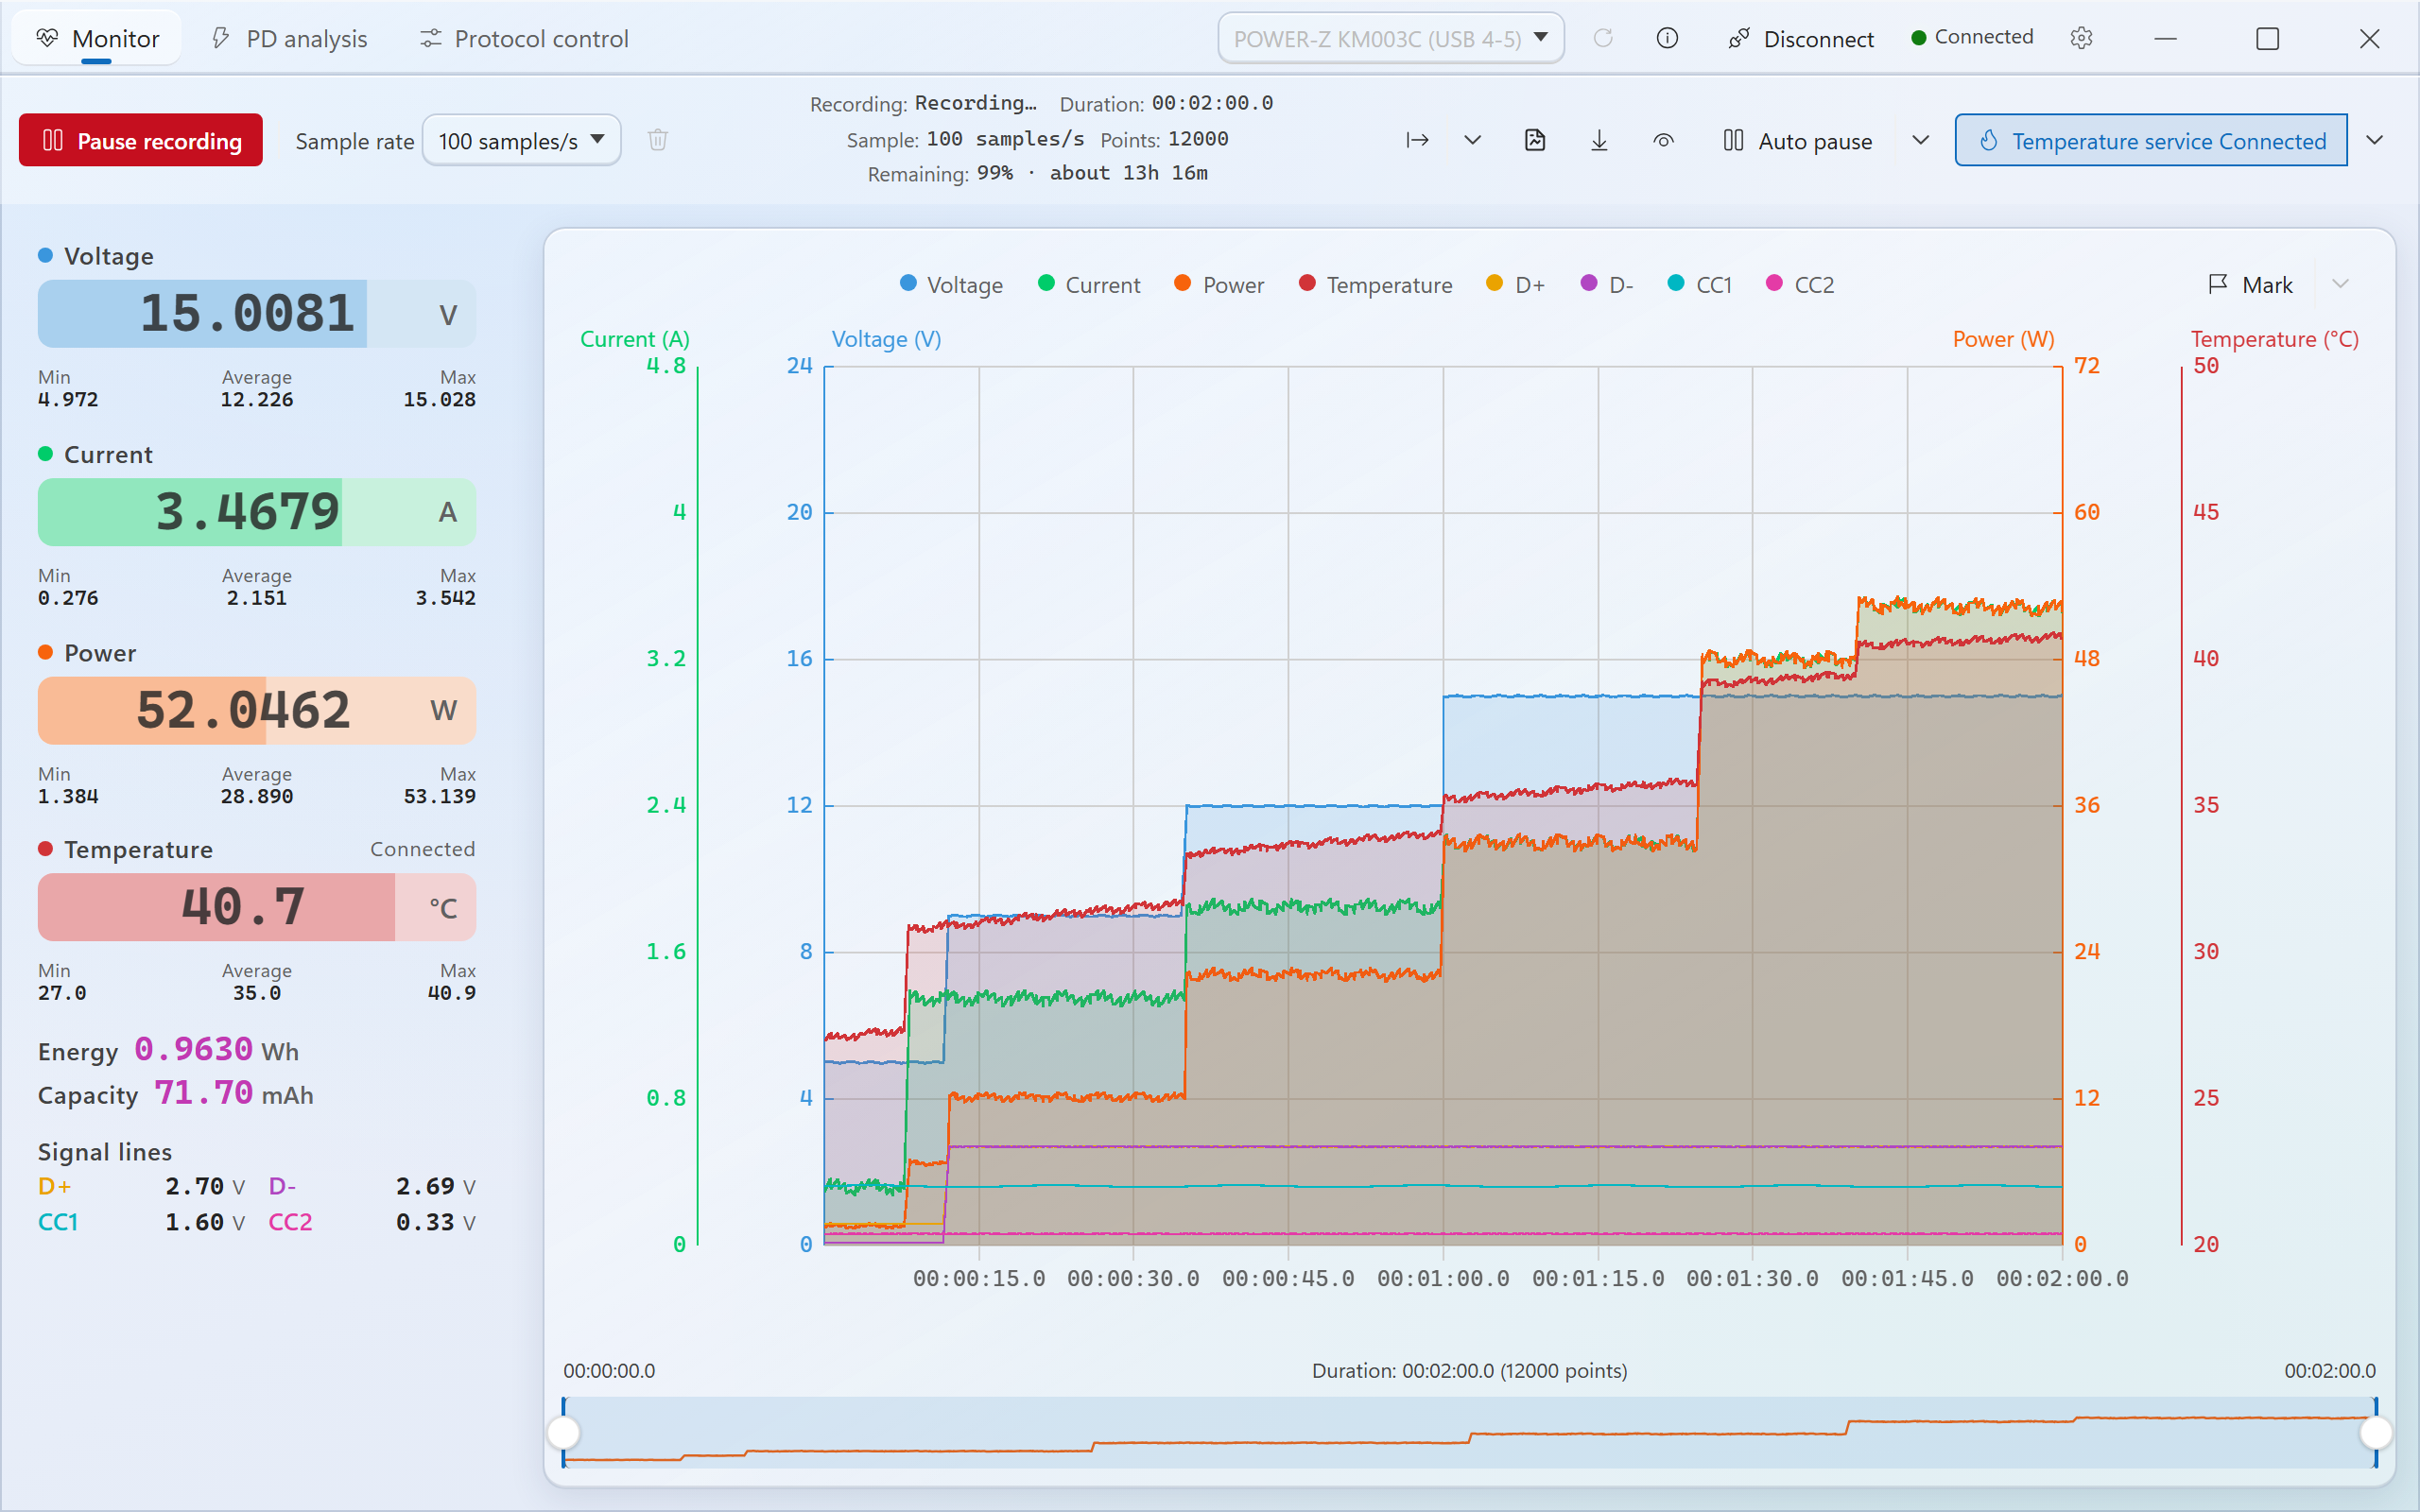 Monitor
PD analysis
Protocol control
POWER-Z KM003C (USB 4-5)
Disconnect
Connected
Pause recording
Sample rate
100 samples/s
Recording: Recording… Duration: 00:02:00.0
Sample: 100 samples/s Points: 12000
Remaining: 99% · about 13h 16m
Auto pause
Temperature service Connected
Voltage
15.0081 V
Min Average Max
4.972 12.226 15.028
Current
3.4679 A
Min Average Max
0.276 2.151 3.542
Power
52.0462 W
Min Average Max
1.384 28.890 53.139
Temperature Connected
40.7 °C
Min Average Max
27.0 35.0 40.9
Energy 0.9630 Wh
Capacity 71.70 mAh
Signal lines
D+ 2.70 V D- 2.69 V
CC1 1.60 V CC2 0.33 V
Voltage Current Power Temperature D+ D- CC1 CC2
Mark
Current (A) Voltage (V) Power (W) Temperature (°C)
4.8 24 72 50
4 20 60 45
3.2 16 48 40
2.4 12 36 35
1.6 8 24 30
0.8 4 12 25
0 0 0 20
00:00:15.0 00:00:30.0 00:00:45.0 00:01:00.0 00:01:15.0 00:01:30.0 00:01:45.0 00:02:00.0
00:00:00.0 Duration: 00:02:00.0 (12000 points) 00:02:00.0